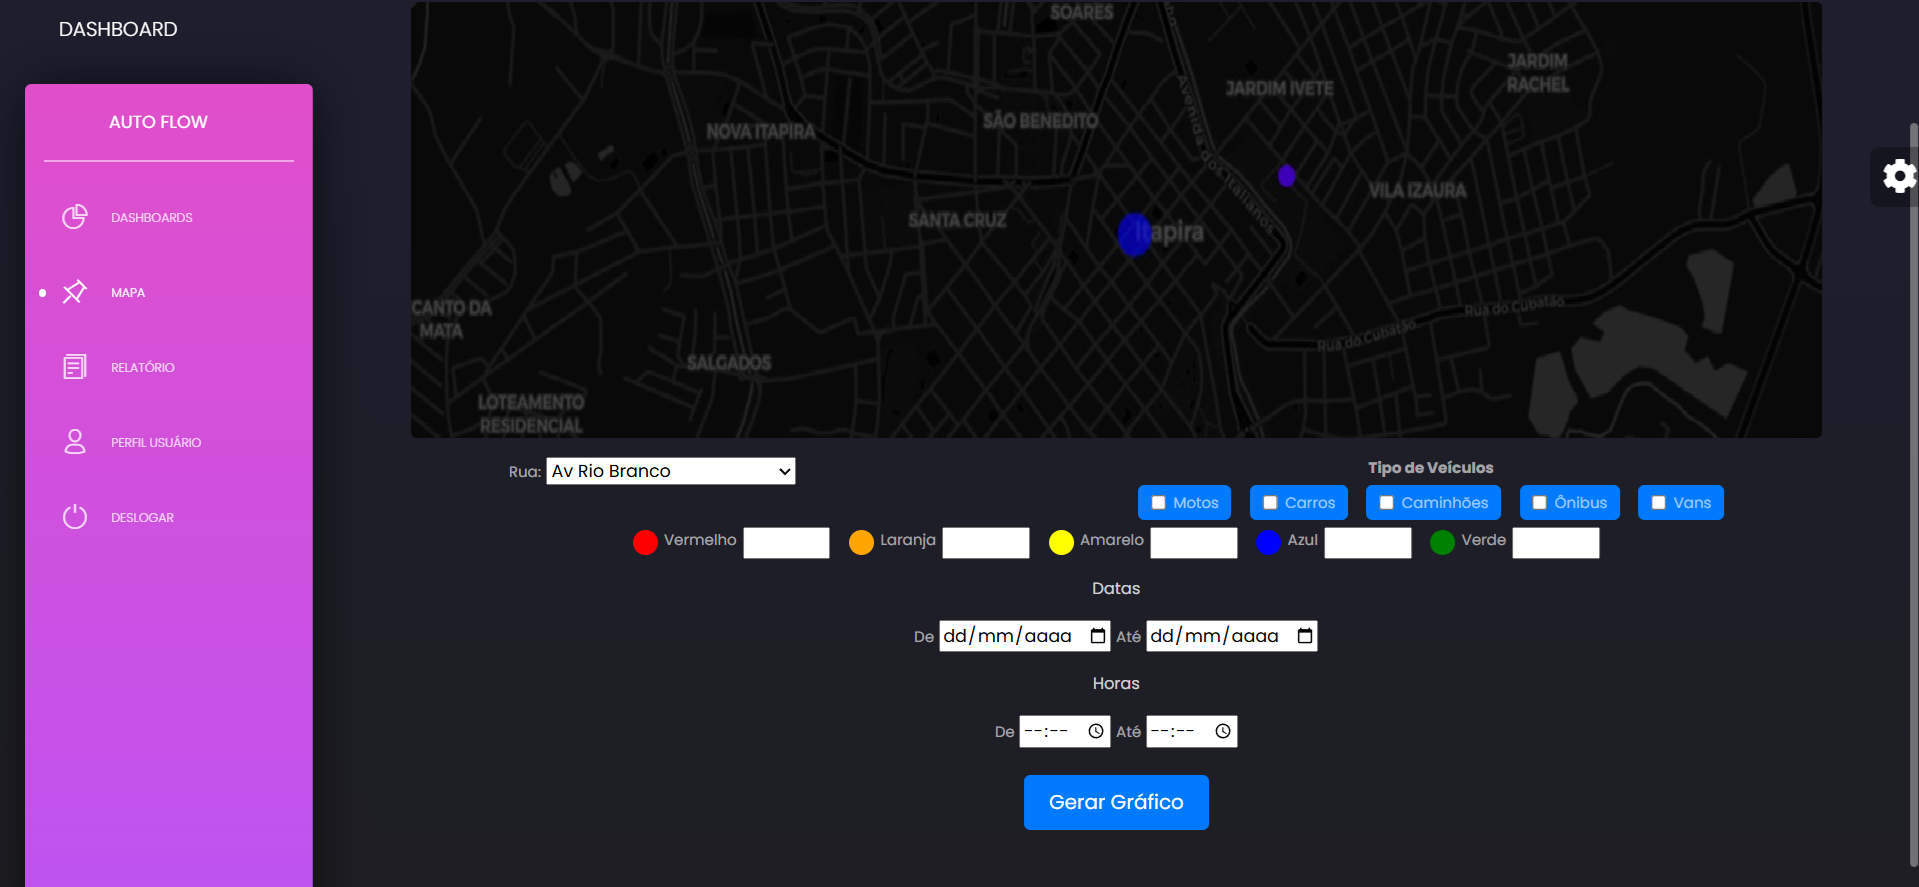 DASHBOARD
AUTO FLOW
DASHBOARDS
MAPA
RELATÓRIO
PERFIL USUÁRIO
DESLOGAR
SOARES
JARDIM IVETE
JARDIM
RACHEL
NOVA ITAPIRA
SÃO BENEDITO
Avenida dos Italianos
VILA IZAURA
SANTA CRUZ
Itapira
CANTO DA
MATA
Rua do Cubatão
Rua do Cubatão
SALGADOS
LOTEAMENTO
RESIDENCIAL
Rua: Av Rio Branco
Tipo de Veículos
Motos Carros Caminhões Ônibus Vans
Vermelho Laranja Amarelo Azul Verde
Datas
De dd/mm/aaaa Até dd/mm/aaaa
Horas
De --:-- Até --:--
Gerar Gráfico